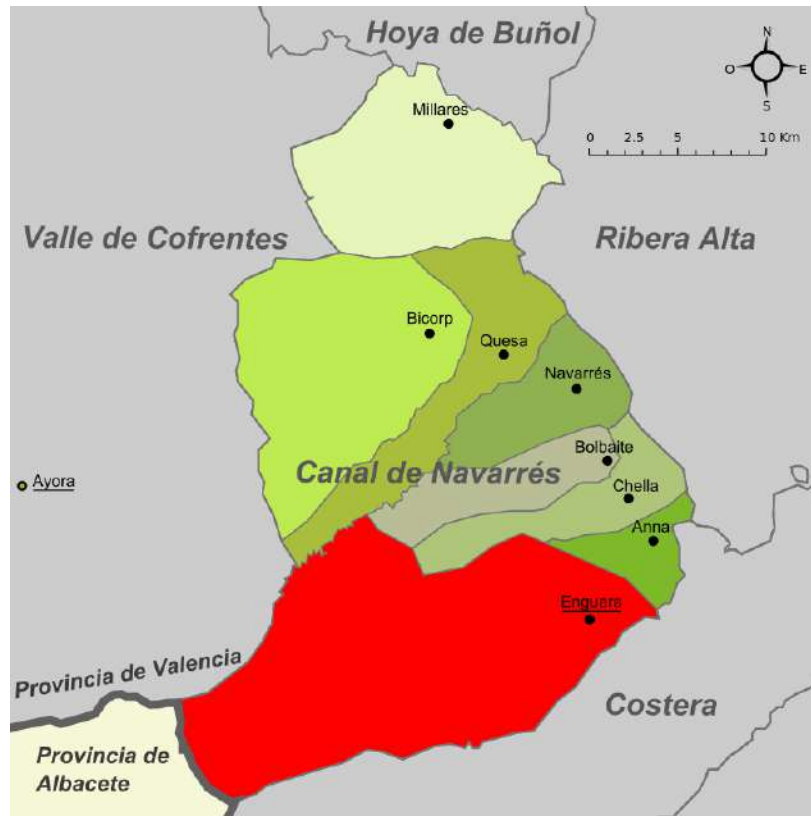 Hoya de Buñol
N
O
E
S
Millares
0 2.5 5 10 Km
Valle de Cofrentes
Ribera Alta
Bicorp
Quesa
Navarrés
Bolbaite
Canal de Navarrés
Ayora
Chella
Anna
Enguera
Provincia de Valencia
Costera
Provincia de
Albacete